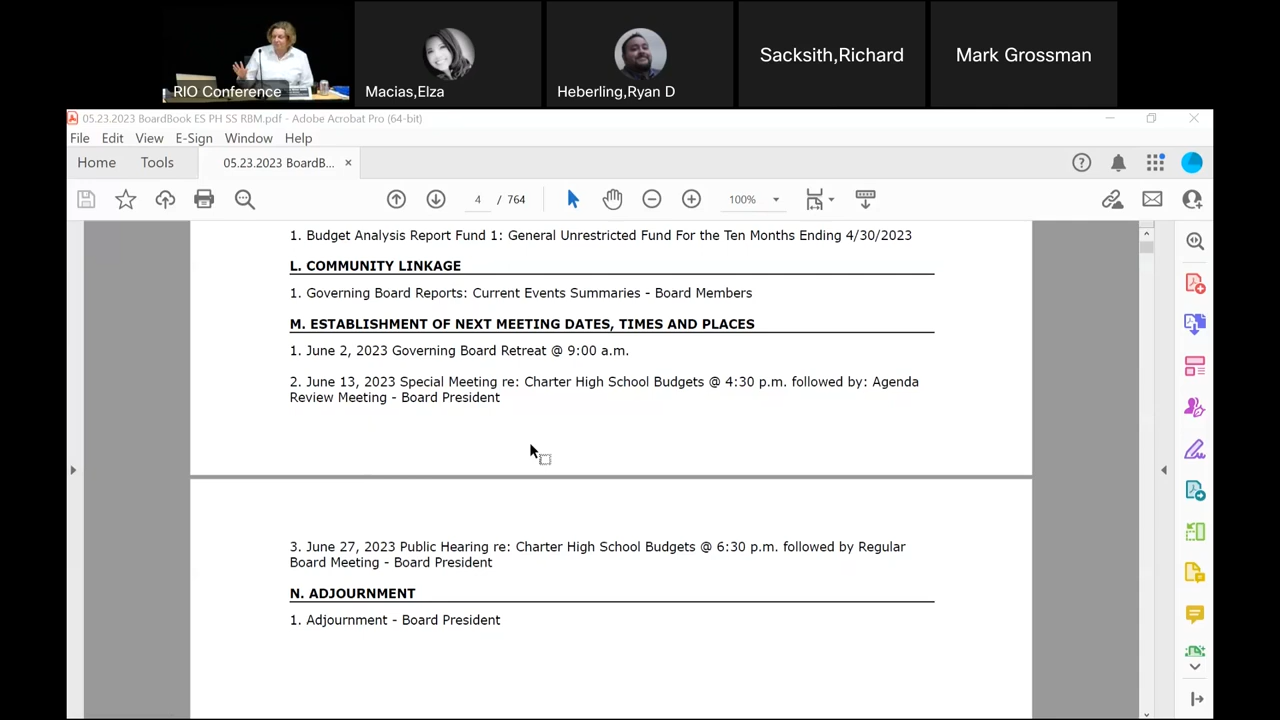 RIO Conference
Macias,Elza
Heberling,Ryan D
Sacksith,Richard
Mark Grossman
05.23.2023 BoardBook ES PH SS RBM.pdf - Adobe Acrobat Pro (64-bit)
File Edit View E-Sign Window Help
Home Tools 05.23.2023 BoardB... ×
4 / 764 100%
1. Budget Analysis Report Fund 1: General Unrestricted Fund For the Ten Months Ending 4/30/2023
L. COMMUNITY LINKAGE
1. Governing Board Reports: Current Events Summaries - Board Members
M. ESTABLISHMENT OF NEXT MEETING DATES, TIMES AND PLACES
1. June 2, 2023 Governing Board Retreat @ 9:00 a.m.
2. June 13, 2023 Special Meeting re: Charter High School Budgets @ 4:30 p.m. followed by: Agenda
Review Meeting - Board President
3. June 27, 2023 Public Hearing re: Charter High School Budgets @ 6:30 p.m. followed by Regular
Board Meeting - Board President
N. ADJOURNMENT
1. Adjournment - Board President